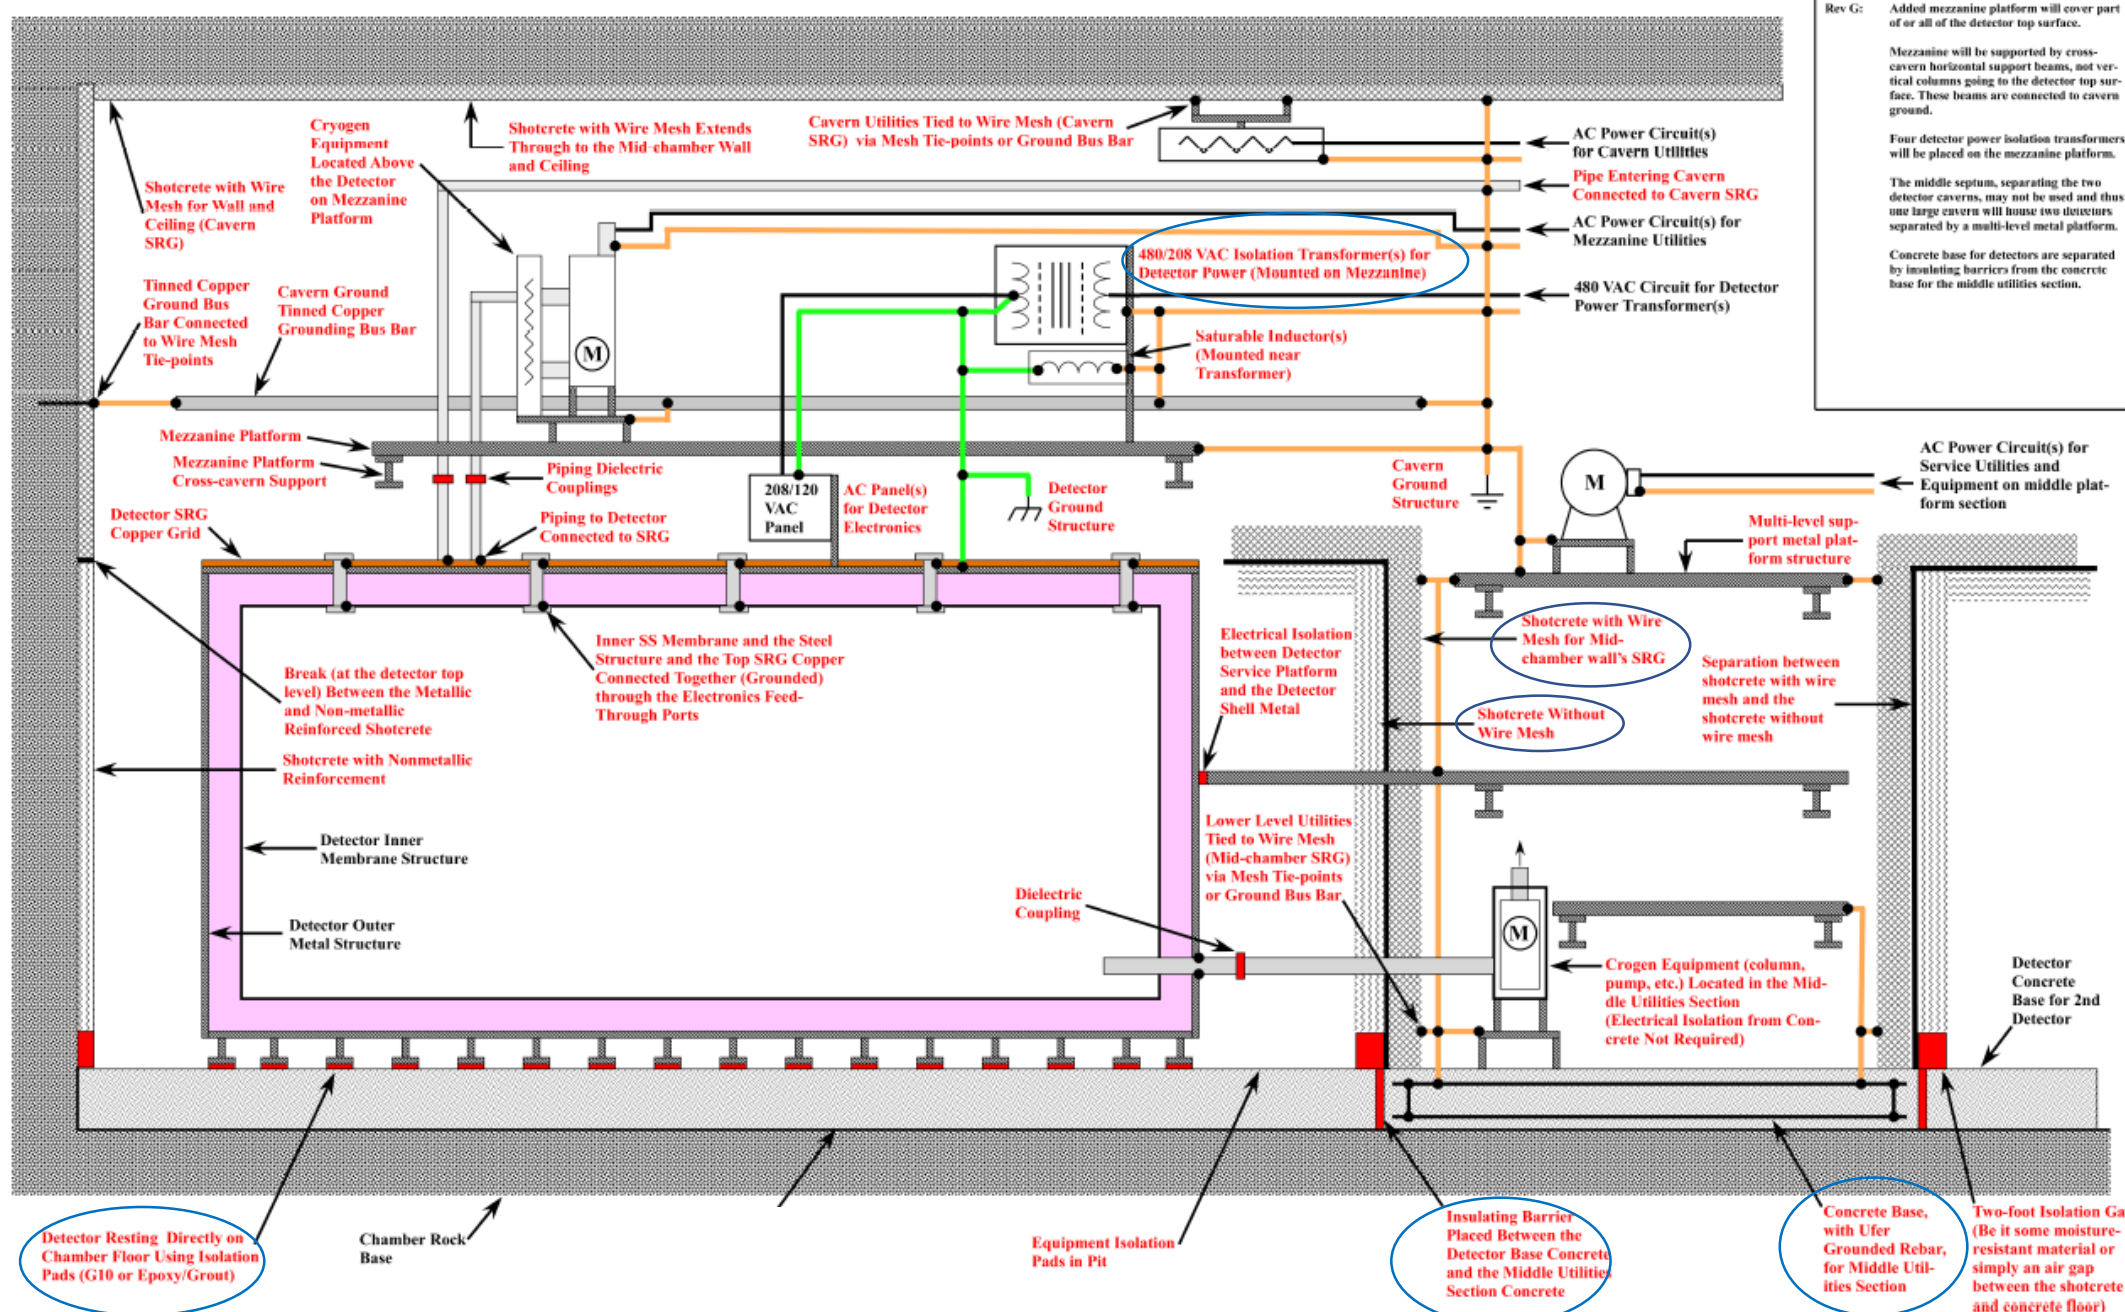 Rev G:
Added mezzanine platform will cover part
of or all of the detector top surface.
Mezzanine will be supported by cross-
cavern horizontal support beams, not ver-
tical columns going to the detector top sur-
face. These beams are connected to cavern
ground.
Four detector power isolation transformers
will be placed on the mezzanine platform.
The middle septum, separating the two
detector caverns, may not be used and thus
one large cavern will house two detectors
separated by a multi-level metal platform.
Concrete base for detectors are separated
by insulating barriers from the concrete
base for the middle utilities section.
Shotcrete with Wire
Mesh for Wall and
Ceiling (Cavern
SRG)
Cryogen
Equipment
Located Above
the Detector
on Mezzanine
Platform
Shotcrete with Wire Mesh Extends
Through to the Mid-chamber Wall
and Ceiling
Cavern Utilities Tied to Wire Mesh (Cavern
SRG) via Mesh Tie-points or Ground Bus Bar
AC Power Circuit(s)
for Cavern Utilities
Pipe Entering Cavern
Connected to Cavern SRG
AC Power Circuit(s) for
Mezzanine Utilities
480/208 VAC Isolation Transformer(s) for
Detector Power (Mounted on Mezzanine)
480 VAC Circuit for Detector
Power Transformer(s)
Tinned Copper
Ground Bus
Bar Connected
to Wire Mesh
Tie-points
Cavern Ground
Tinned Copper
Grounding Bus Bar
M
Saturable Inductor(s)
(Mounted near
Transformer)
Mezzanine Platform
Mezzanine Platform
Cross-cavern Support
Piping Dielectric
Couplings
208/120
VAC
Panel
AC Panel(s)
for Detector
Electronics
Detector
Ground
Structure
Cavern
Ground
Structure
M
AC Power Circuit(s) for
Service Utilities and
Equipment on middle plat-
form section
Detector SRG
Copper Grid
Piping to Detector
Connected to SRG
Multi-level sup-
port metal plat-
form structure
Inner SS Membrane and the Steel
Structure and the Top SRG Copper
Connected Together (Grounded)
through the Electronics Feed-
Through Ports
Electrical Isolation
between Detector
Service Platform
and the Detector
Shell Metal
Shotcrete with Wire
Mesh for Mid-
chamber wall's SRG
Separation between
shotcrete with wire
mesh and the
shotcrete without
wire mesh
Break (at the detector top
level) Between the Metallic
and Non-metallic
Reinforced Shotcrete
Shotcrete Without
Wire Mesh
Shotcrete with Nonmetallic
Reinforcement
Detector Inner
Membrane Structure
Lower Level Utilities
Tied to Wire Mesh
(Mid-chamber SRG)
via Mesh Tie-points
or Ground Bus Bar
Dielectric
Coupling
Detector Outer
Metal Structure
M
Crogen Equipment (column,
pump, etc.) Located in the Mid-
dle Utilities Section
(Electrical Isolation from Con-
crete Not Required)
Detector
Concrete
Base for 2nd
Detector
Detector Resting Directly on
Chamber Floor Using Isolation
Pads (G10 or Epoxy/Grout)
Chamber Rock
Base
Equipment Isolation
Pads in Pit
Insulating Barrier
Placed Between the
Detector Base Concrete
and the Middle Utilities
Section Concrete
Concrete Base,
with Ufer
Grounded Rebar,
for Middle Util-
ities Section
Two-foot Isolation Ga
(Be it some moisture-
resistant material or
simply an air gap
between the shotcrete
and concrete floor)